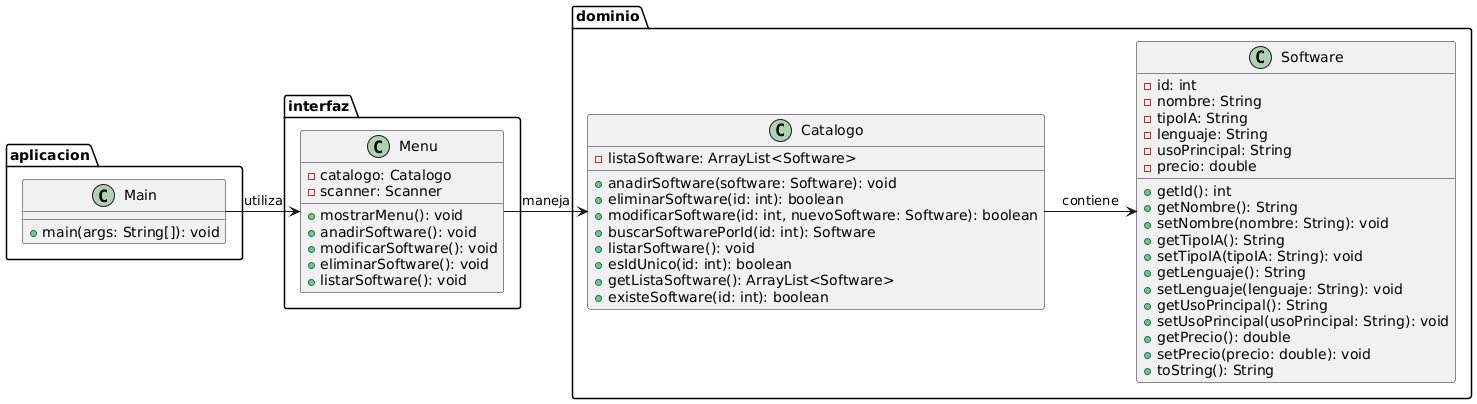 aplicacion
C Main
main(args: String[]): void
utiliza
interfaz
C Menu
catalogo: Catalogo
scanner: Scanner
mostrarMenu(): void
anadirSoftware(): void
modificarSoftware(): void
eliminarSoftware(): void
listarSoftware(): void
maneja
dominio
C Catalogo
listaSoftware: ArrayList<Software>
anadirSoftware(software: Software): void
eliminarSoftware(id: int): boolean
modificarSoftware(id: int, nuevoSoftware: Software): boolean
buscarSoftwarePorId(id: int): Software
listarSoftware(): void
esIdUnico(id: int): boolean
getListaSoftware(): ArrayList<Software>
existeSoftware(id: int): boolean
contiene
C Software
id: int
nombre: String
tipoIA: String
lenguaje: String
usoPrincipal: String
precio: double
getId(): int
getNombre(): String
setNombre(nombre: String): void
getTipoIA(): String
setTipoIA(tipoIA: String): void
getLenguaje(): String
setLenguaje(lenguaje: String): void
getUsoPrincipal(): String
setUsoPrincipal(usoPrincipal: String): void
getPrecio(): double
setPrecio(precio: double): void
toString(): String